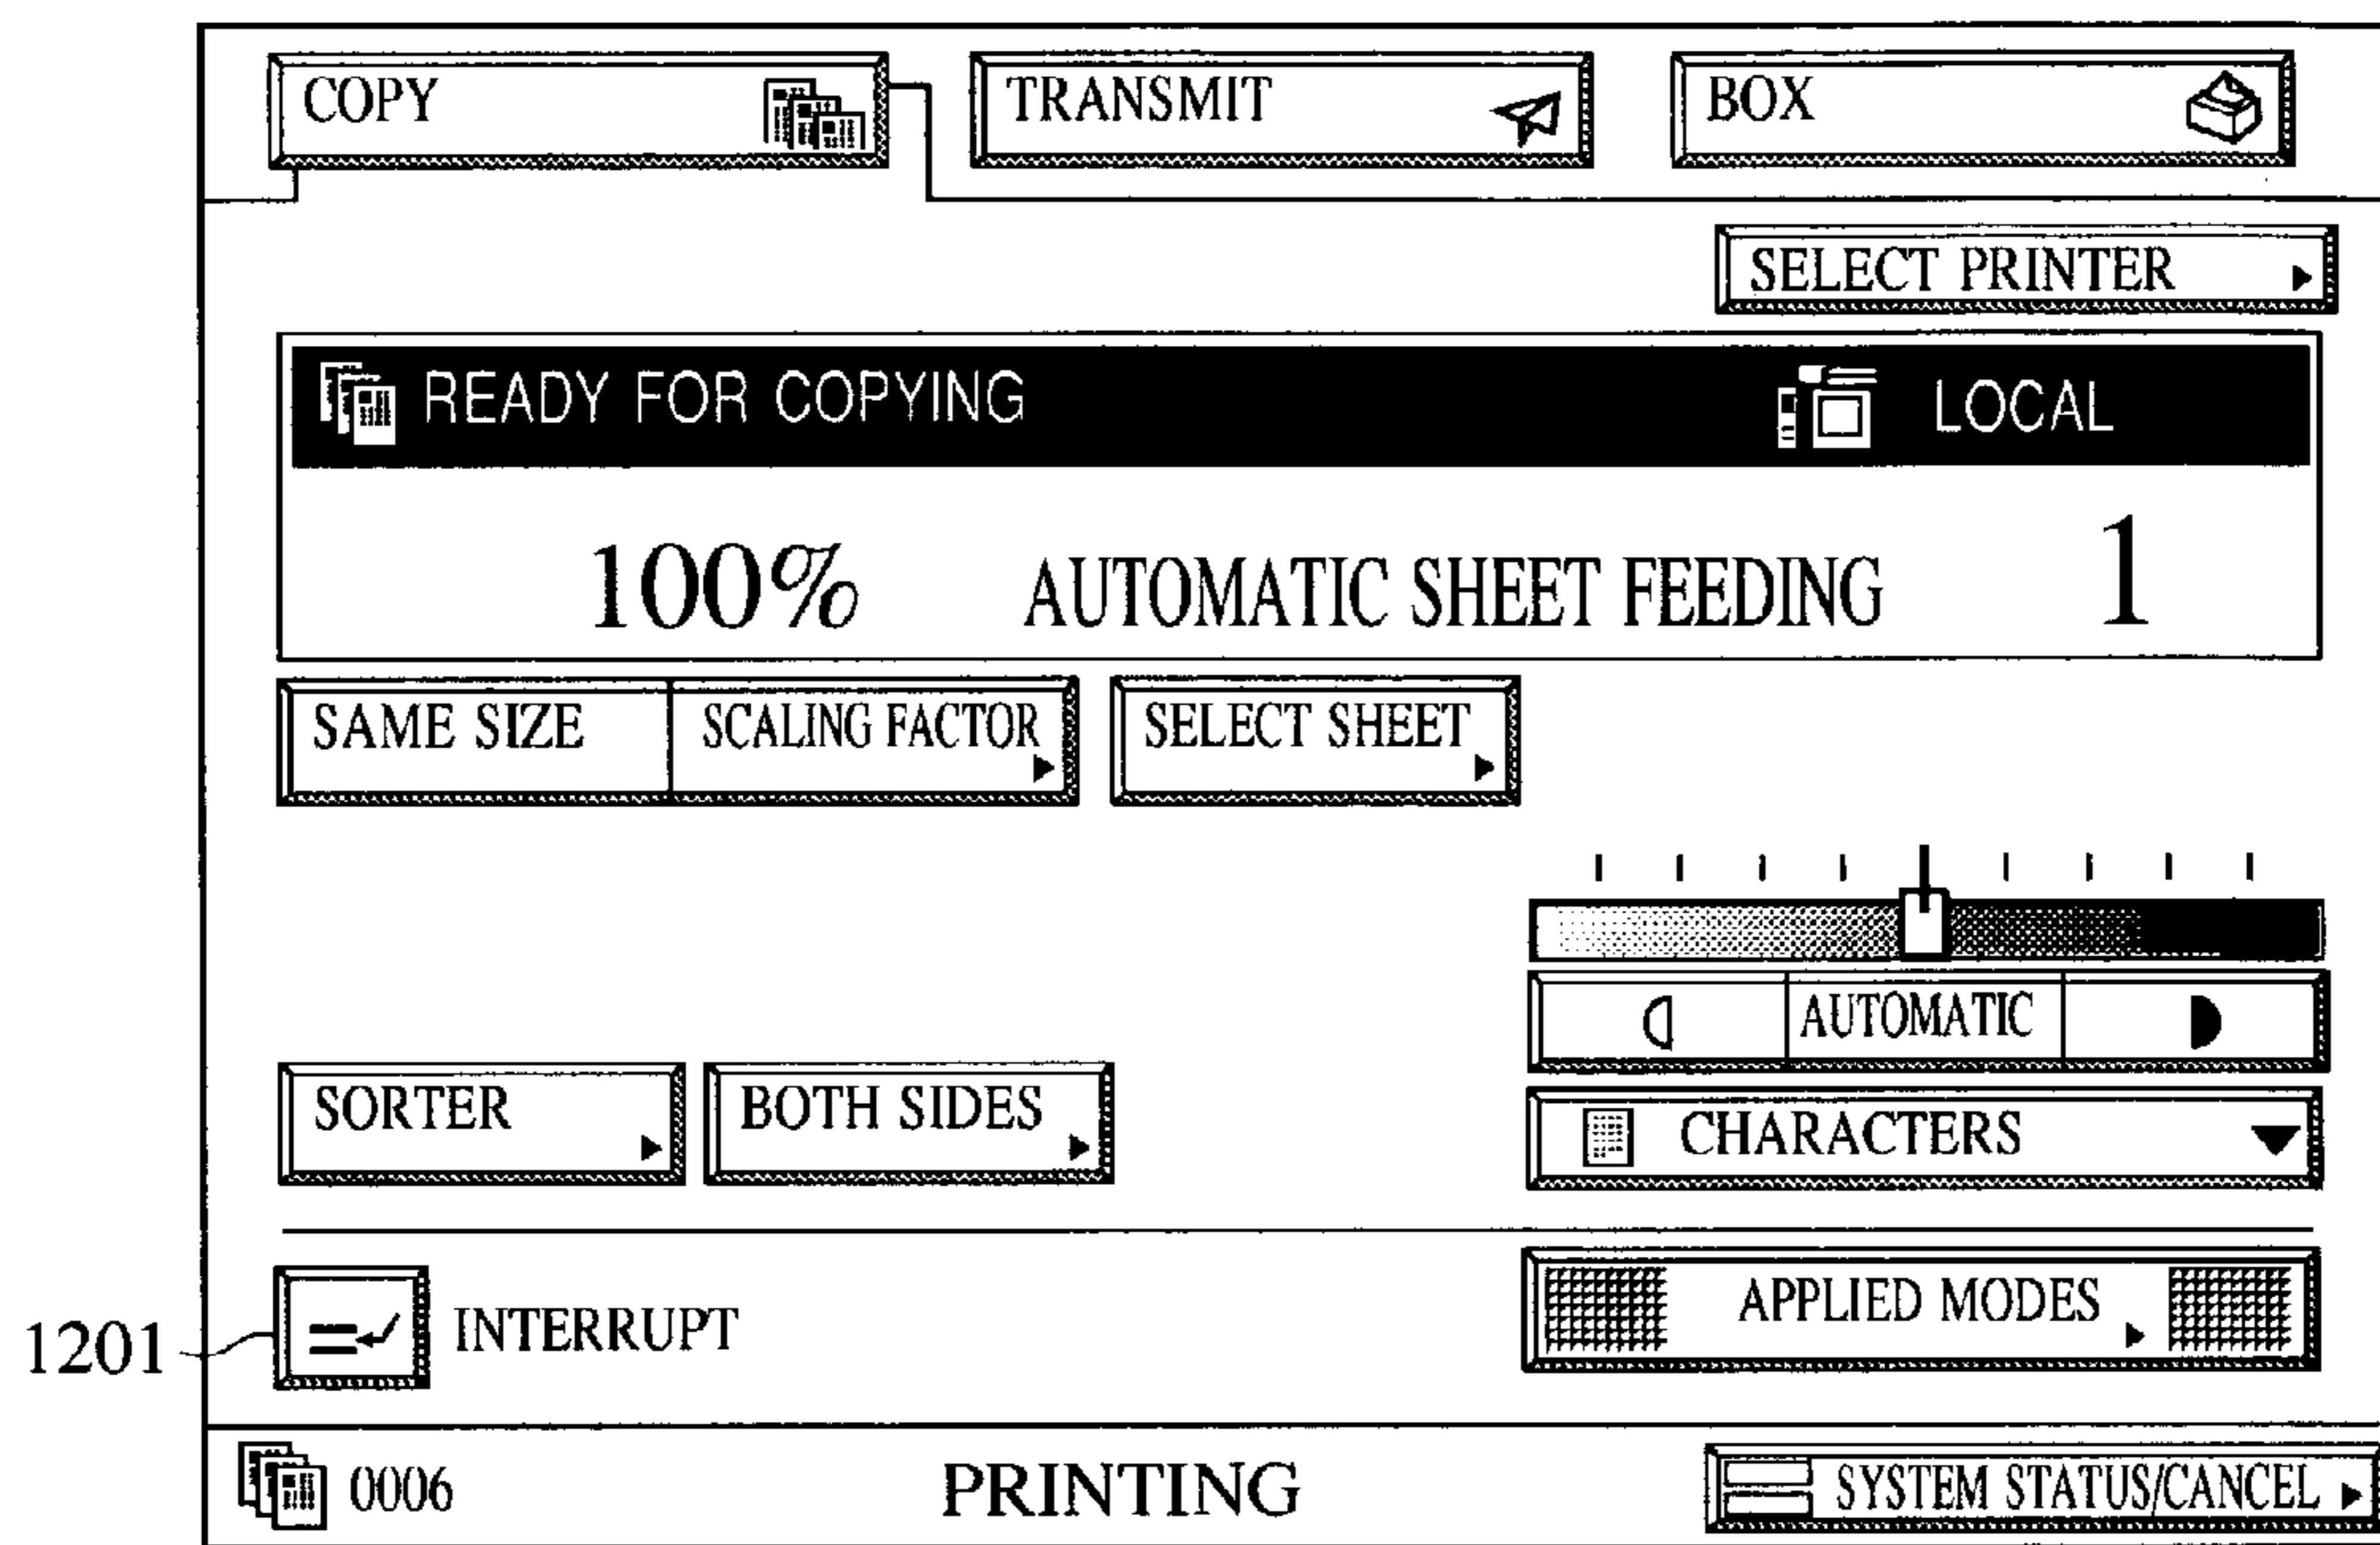 COPY TRANSMIT BOX
SELECT PRINTER
READY FOR COPYING LOCAL
100% AUTOMATIC SHEET FEEDING 1
SAME SIZE SCALING FACTOR SELECT SHEET
AUTOMATIC
SORTER BOTH SIDES CHARACTERS
1201 INTERRUPT APPLIED MODES
0006 PRINTING SYSTEM STATUS/CANCEL